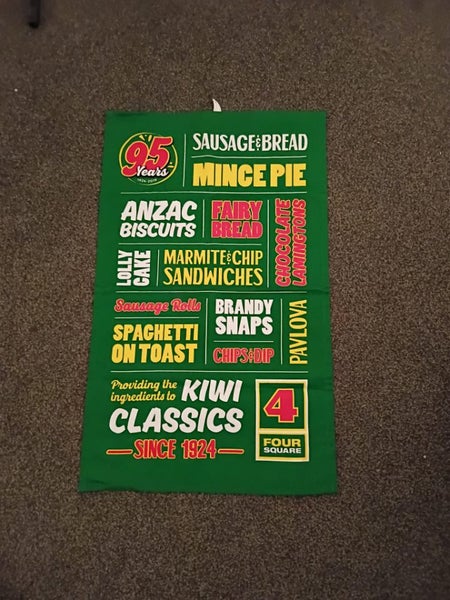 95
Years
1924-2019
SAUSAGE & BREAD
MINCE PIE
ANZAC
BISCUITS
FAIRY
BREAD
CHOCOLATE
LAMINGTONS
LOLLY
CAKE
MARMITE & CHIP
SANDWICHES
Sausage Rolls
SPAGHETTI
ON TOAST
BRANDY
SNAPS
CHIPS & DIP
PAVLOVA
Providing the
ingredients to
KIWI
CLASSICS
SINCE 1924
4
FOUR
SQUARE